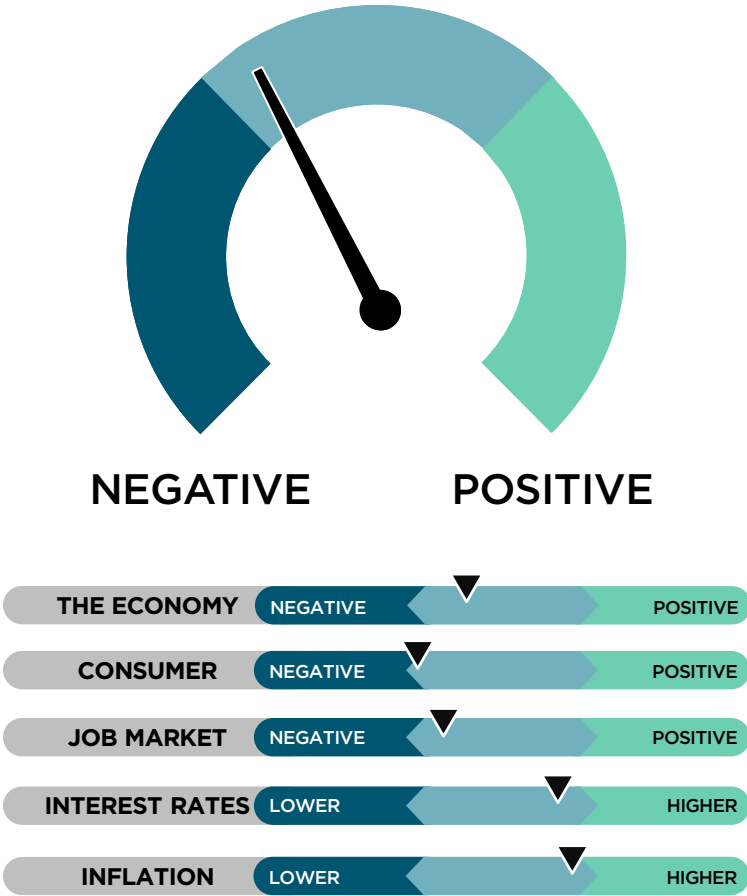 NEGATIVE POSITIVE
THE ECONOMY NEGATIVE POSITIVE
CONSUMER NEGATIVE POSITIVE
JOB MARKET NEGATIVE POSITIVE
INTEREST RATES LOWER HIGHER
INFLATION LOWER HIGHER